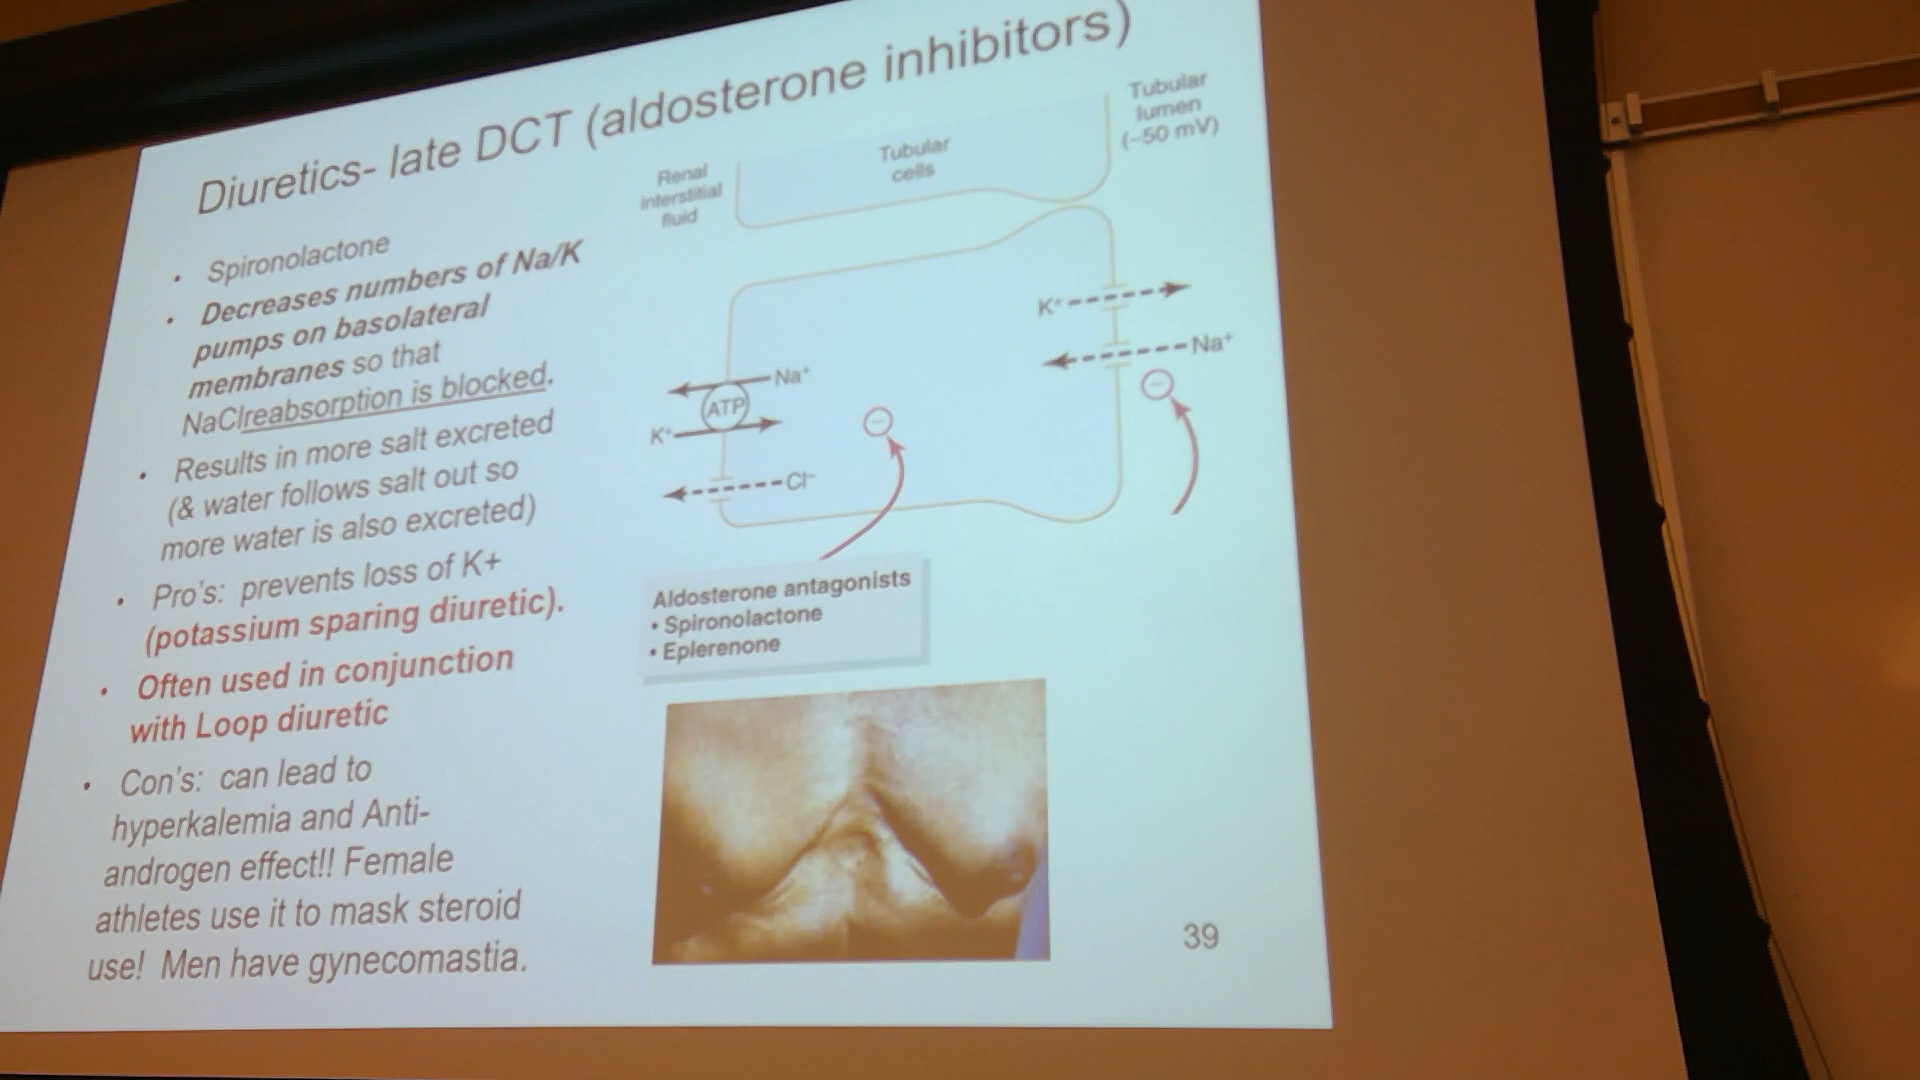 Diuretics- late DCT (aldosterone inhibitors)
• Spironolactone
• Decreases numbers of Na/K
pumps on basolateral
membranes so that
NaClreabsorption is blocked.
• Results in more salt excreted
(& water follows salt out so
more water is also excreted)
• Pro's: prevents loss of K+
(potassium sparing diuretic).
• Often used in conjunction
with Loop diuretic
• Con's: can lead to
hyperkalemia and Anti-
androgen effect!! Female
athletes use it to mask steroid
use! Men have gynecomastia.
Renal
interstitial
fluid
Tubular
cells
Tubular
lumen
(–50 mV)
K⁺
Na⁺
Na⁺
ATP
K⁺
Cl⁻
Aldosterone antagonists
• Spironolactone
• Eplerenone
39